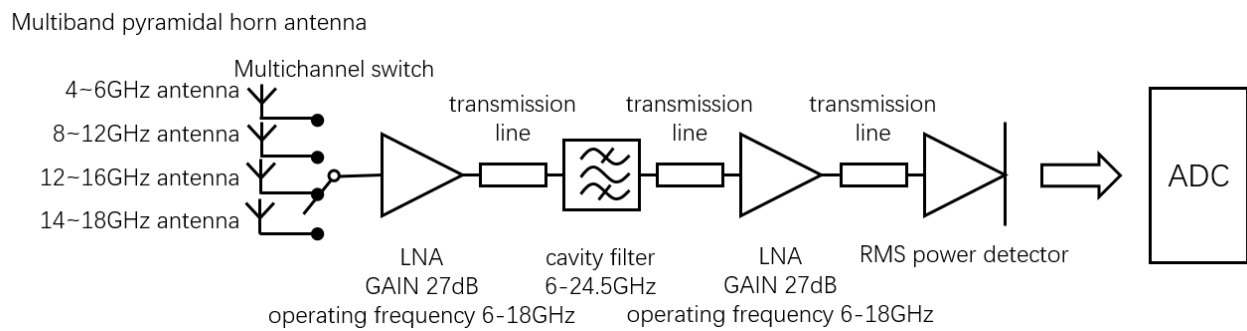 Multiband pyramidal horn antenna
Multichannel switch
4~6GHz antenna
8~12GHz antenna
12~16GHz antenna
14~18GHz antenna
transmission
line
transmission
line
transmission
line
LNA
GAIN 27dB
operating frequency 6-18GHz
cavity filter
6-24.5GHz
LNA
GAIN 27dB
operating frequency 6-18GHz
RMS power detector
ADC